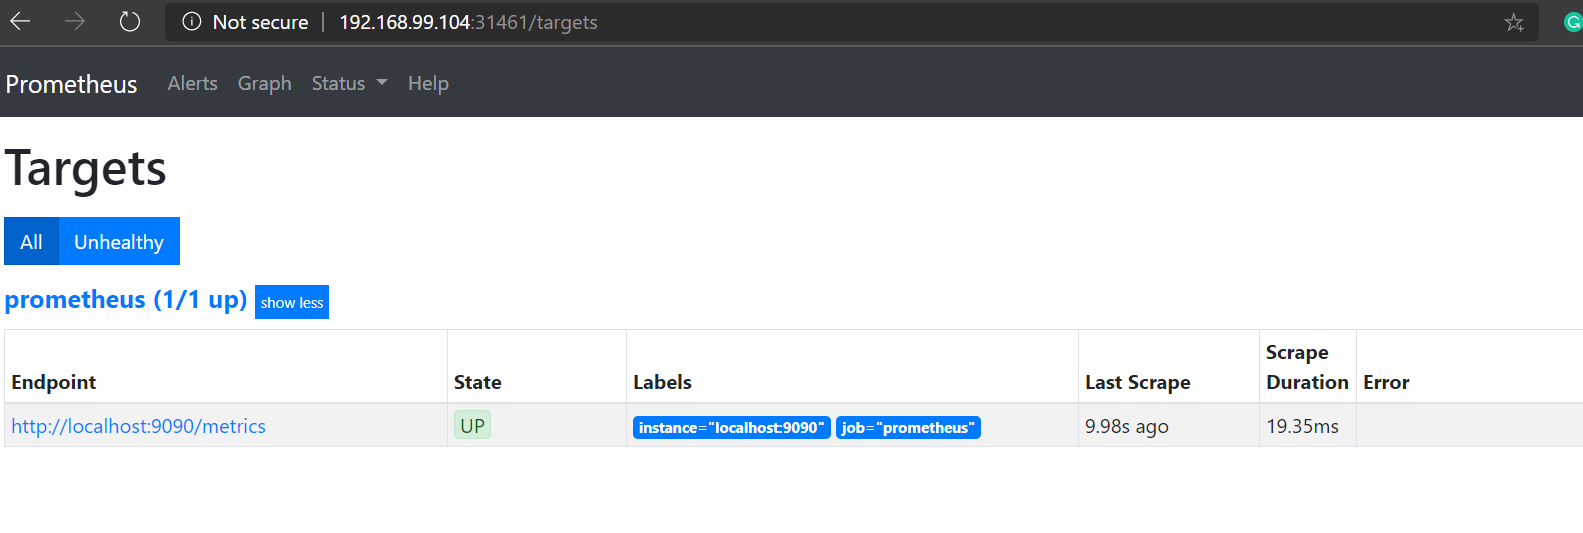 Not secure | 192.168.99.104:31461/targets
Prometheus Alerts Graph Status Help
Targets
All Unhealthy
prometheus (1/1 up) show less
Endpoint State Labels Last Scrape Scrape Duration Error
http://localhost:9090/metrics UP instance="localhost:9090" job="prometheus" 9.98s ago 19.35ms